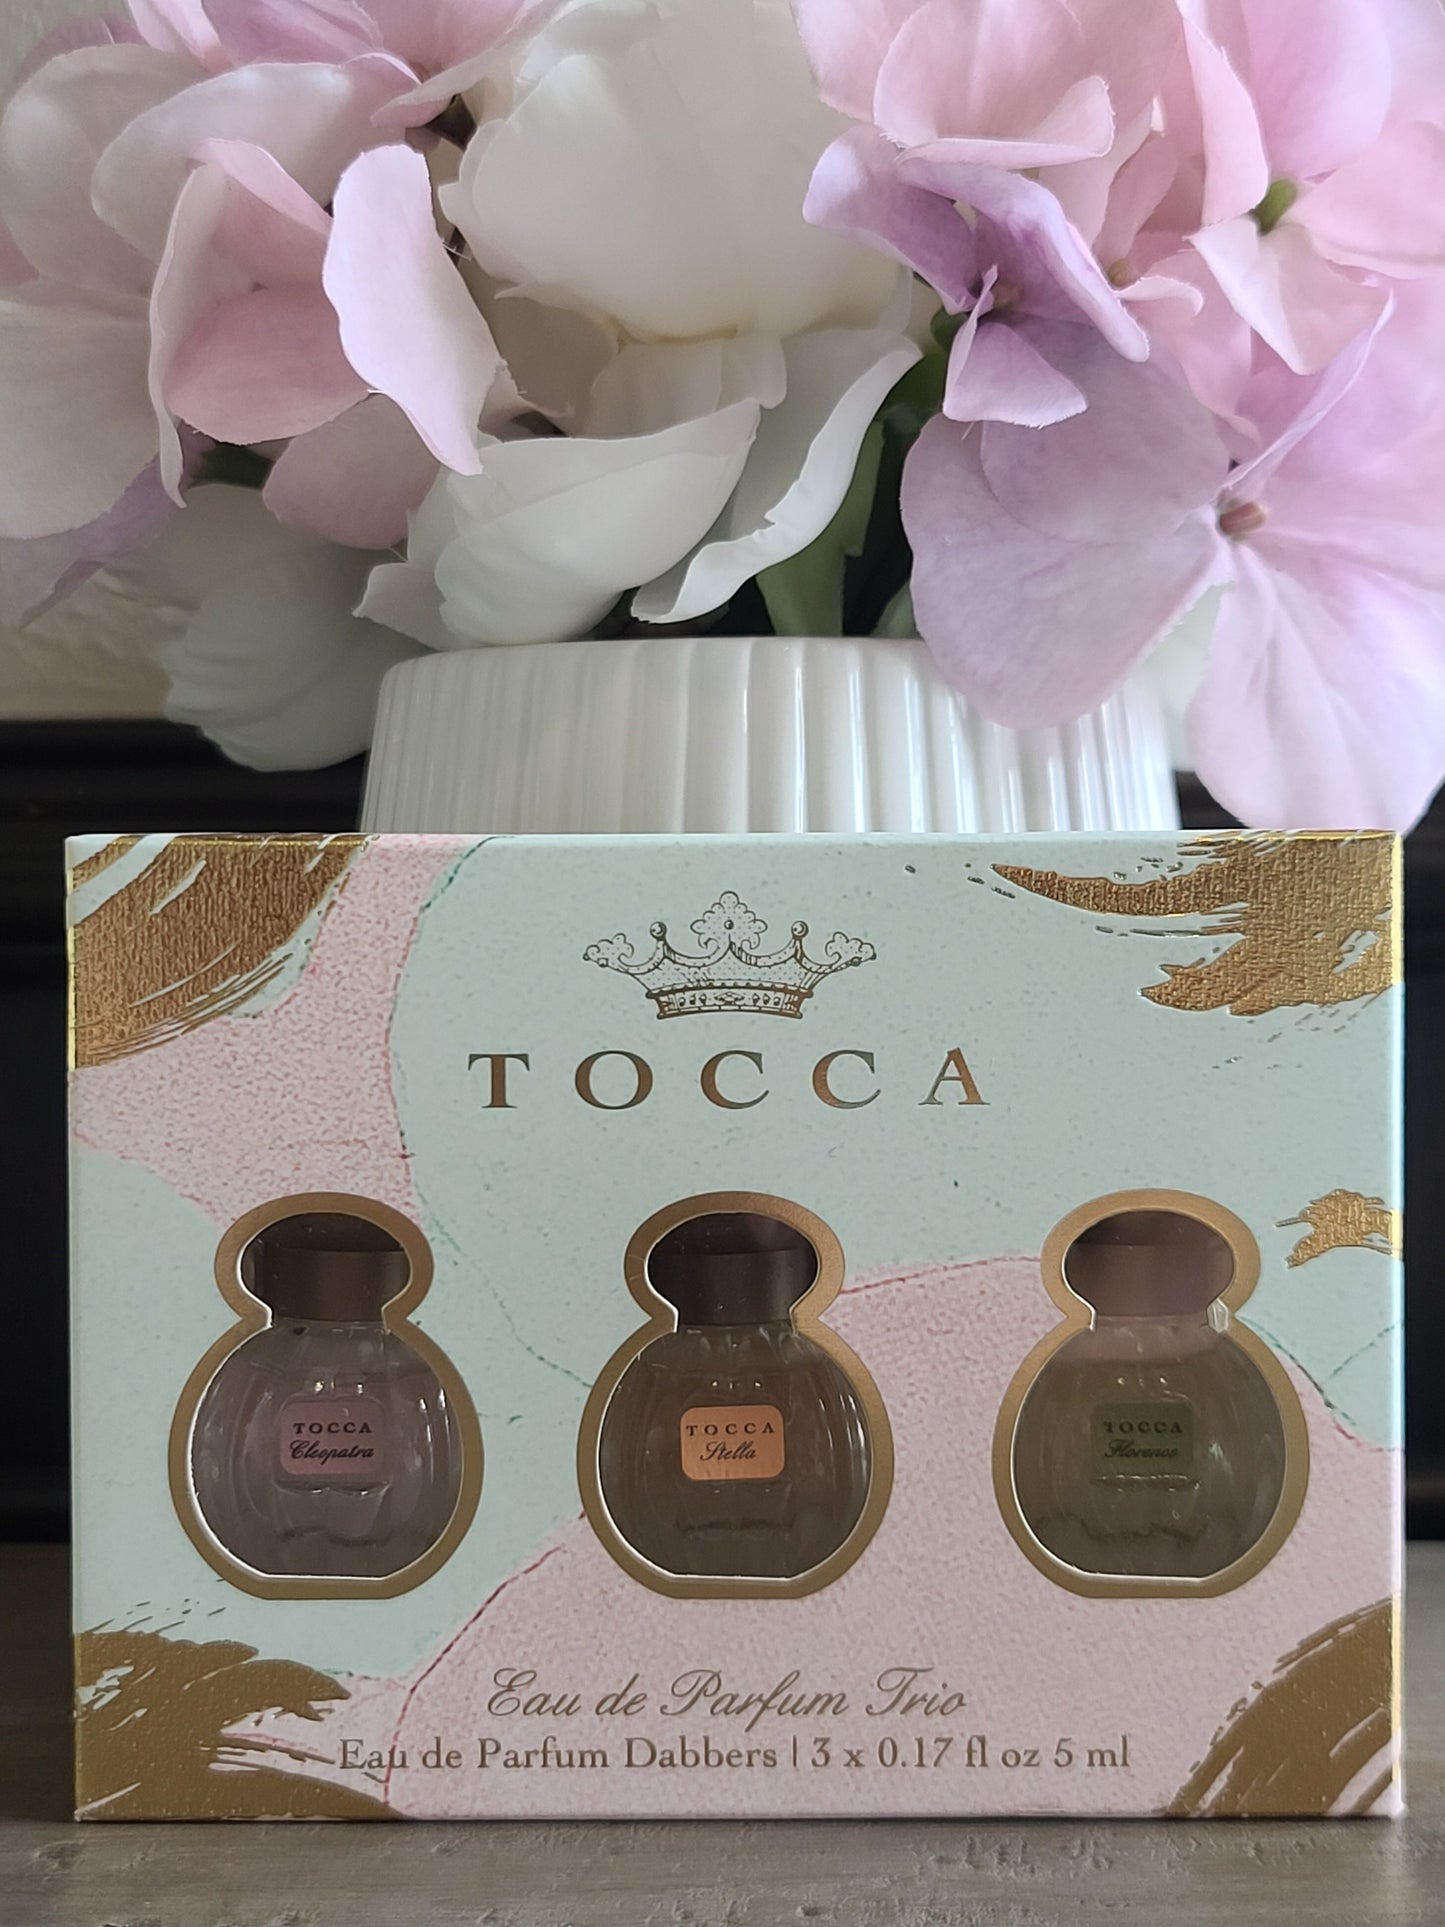 TOCCA
TOCCA
Cleopatra
TOCCA
Stella
TOCCA
Florence
Eau de Parfum Trio
Eau de Parfum Dabbers | 3 x 0.17 fl oz 5 ml